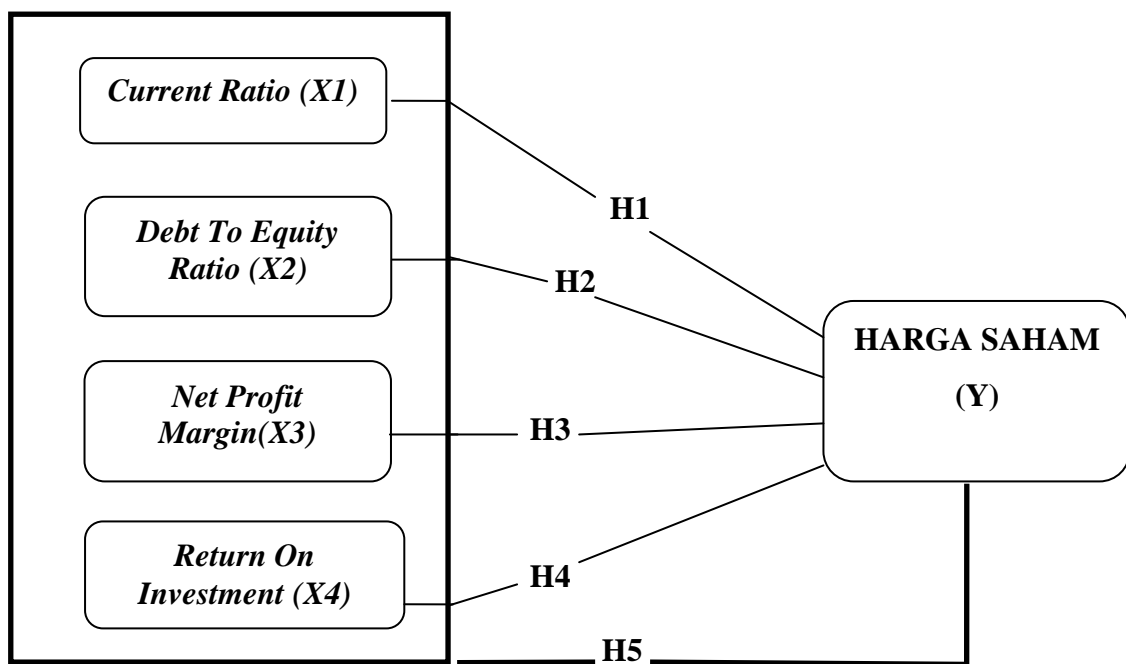 Current Ratio (X1)
H1
Debt To Equity
Ratio (X2)
H2
HARGA SAHAM
(Y)
Net Profit
Margin(X3)
H3
Return On
Investment (X4)
H4
H5